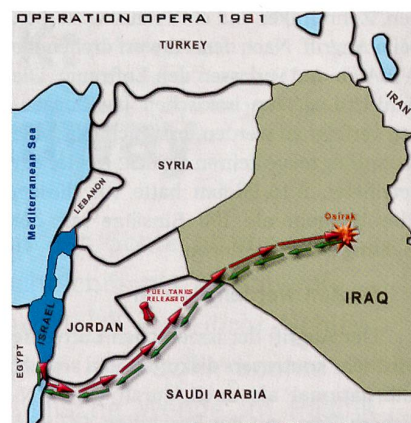 OPERATION OPERA 1981
TURKEY
IRAN
Mediterranean Sea
SYRIA
LEBANON
Osirak
FUEL TANKS
RELEASED
IRAQ
ISRAEL
JORDAN
EGYPT
SAUDI ARABIA